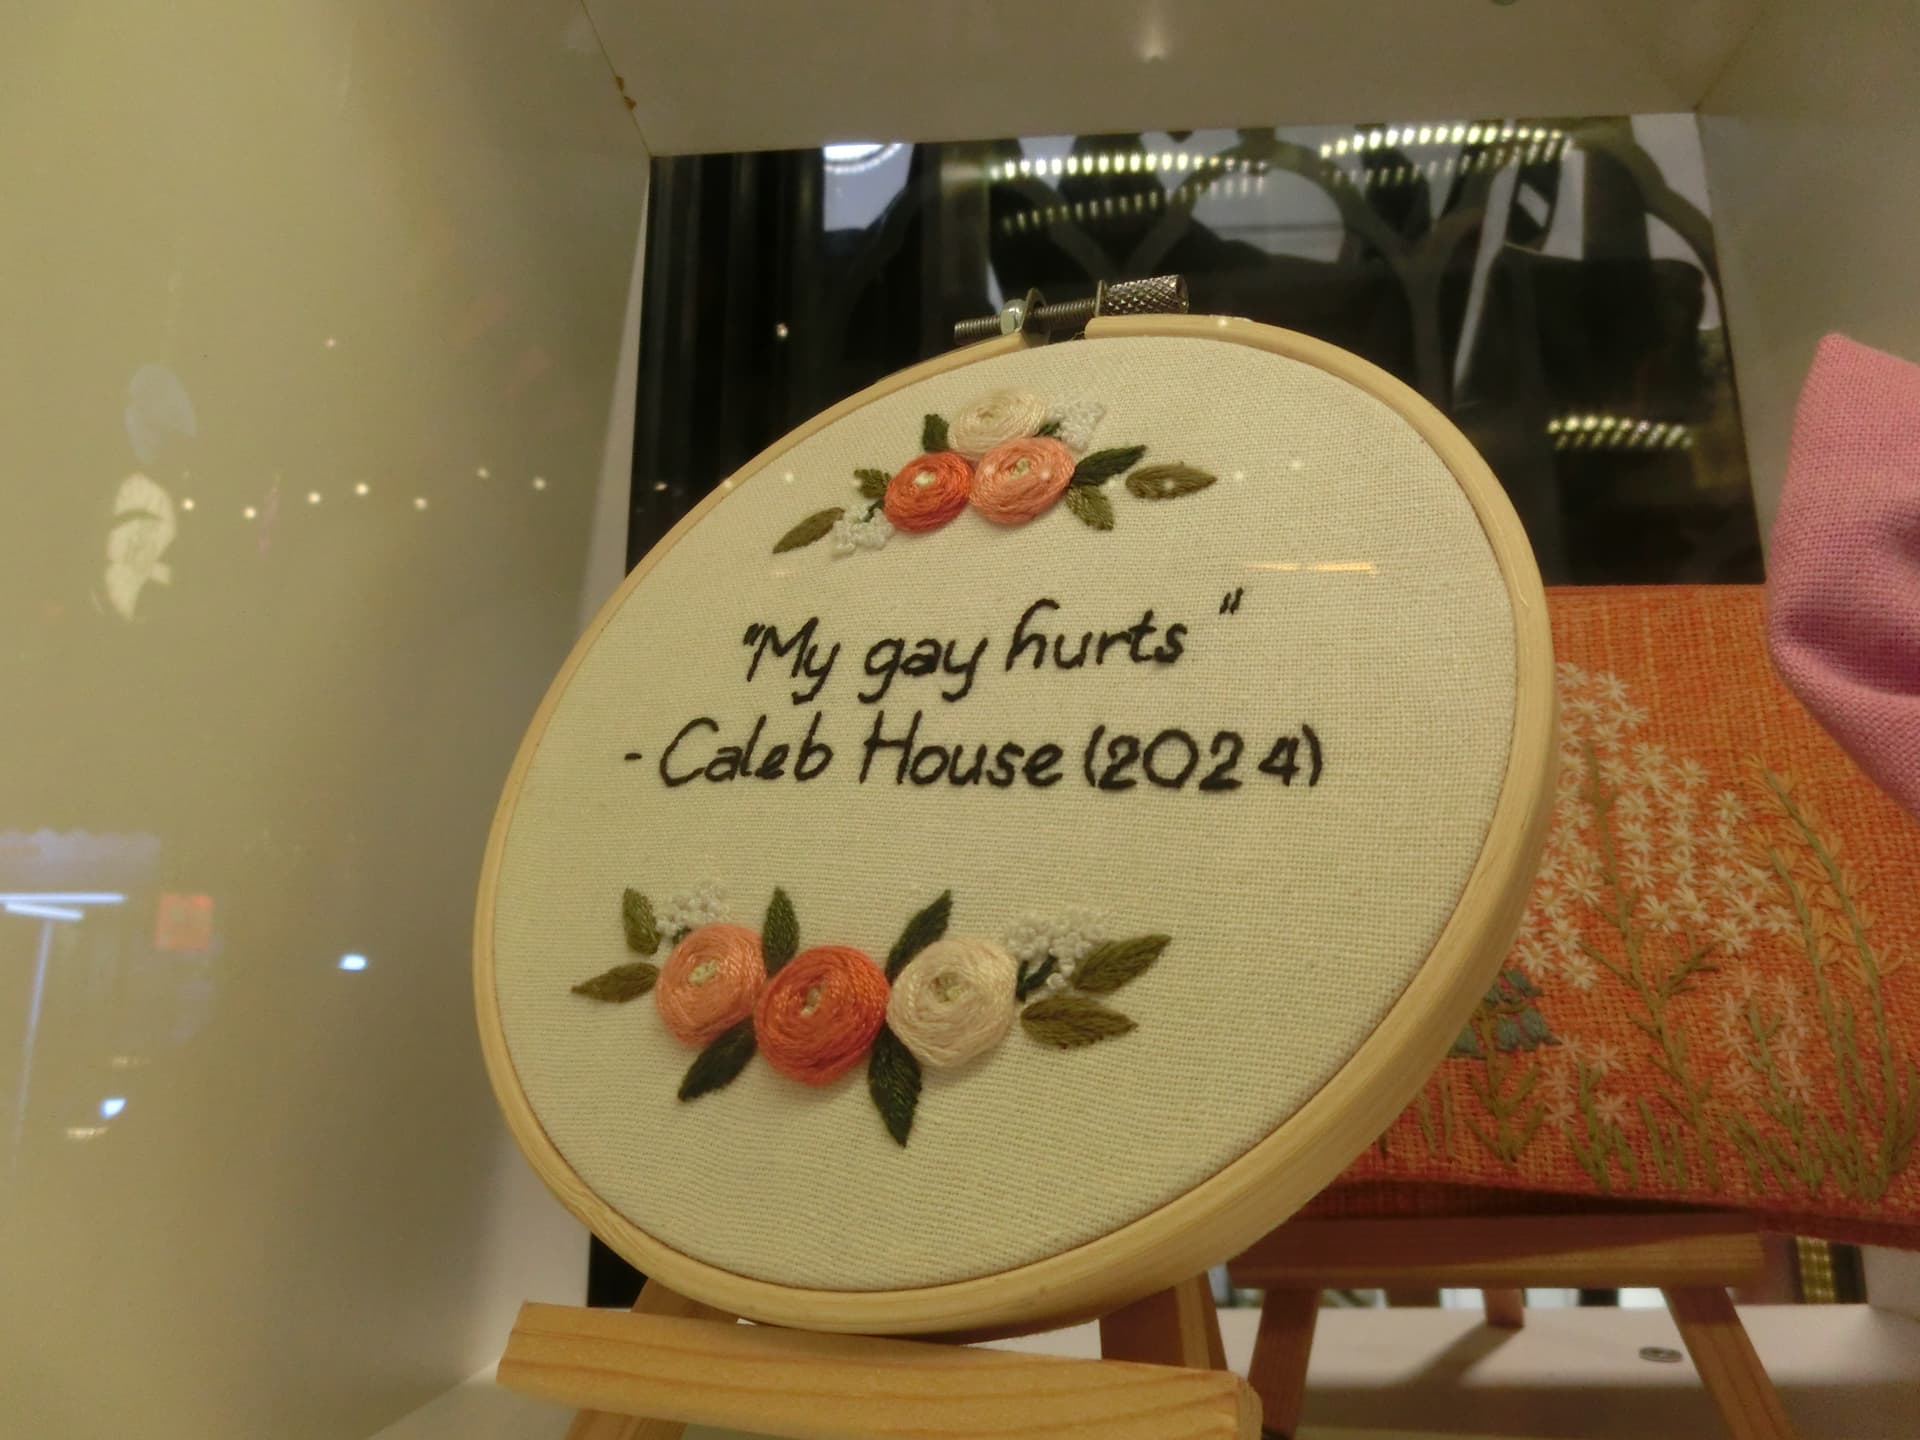 "My gay hurts"
- Caleb House (2024)